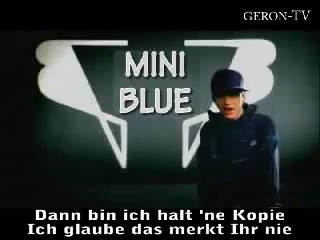 GERON-TV
MINI
BLUE
Dann bin ich halt 'ne Kopie
Ich glaube das merkt Ihr nie